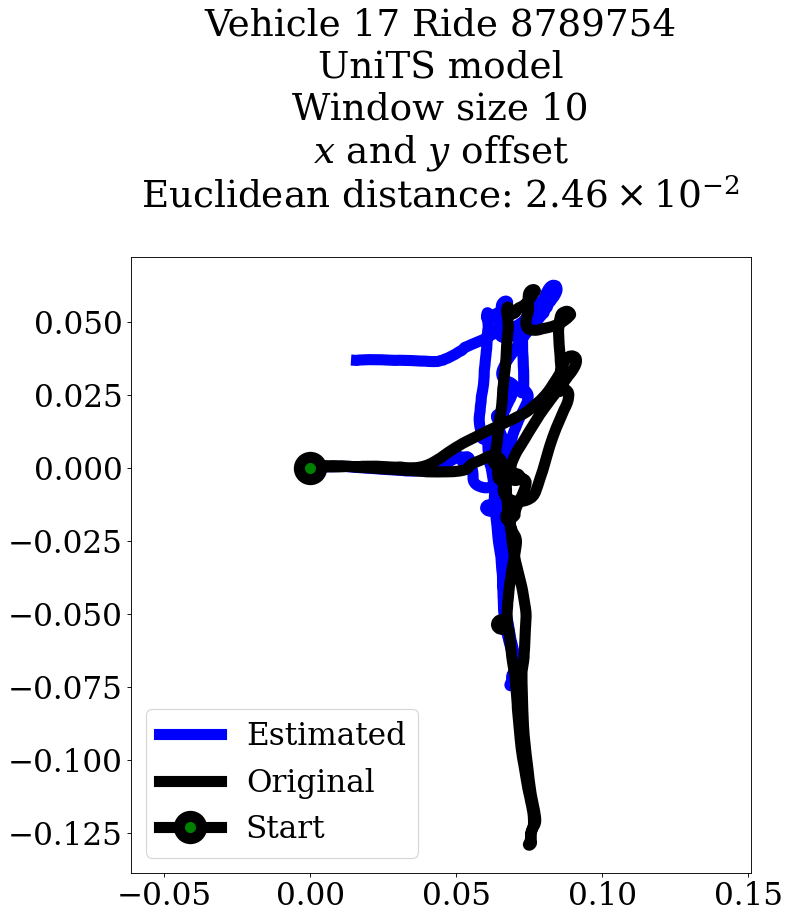 Vehicle 17 Ride 8789754
UniTS model
Window size 10
x and y offset
Euclidean distance: 2.46 × 10⁻²
0.050
0.025
0.000
−0.025
−0.050
−0.075
−0.100
−0.125
Estimated
Original
Start
−0.05 0.00 0.05 0.10 0.15